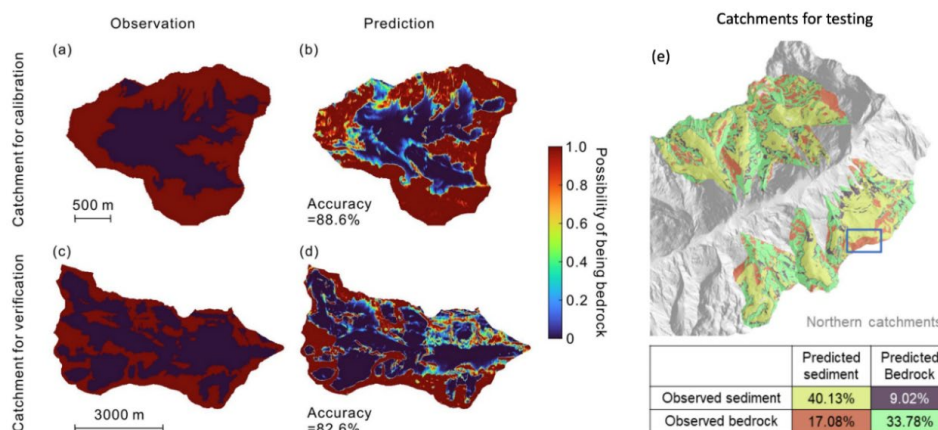 Observation
Prediction
Catchments for testing
Catchment for calibration
(a)
(b)
(e)
500 m
Accuracy
=88.6%
Possibility of being bedrock
1.0
0.8
0.6
0.4
0.2
0
Catchment for verification
(c)
(d)
3000 m
Accuracy
=82.6%
Northern catchments
Predicted sediment
Predicted Bedrock
Observed sediment 40.13% 9.02%
Observed bedrock 17.08% 33.78%